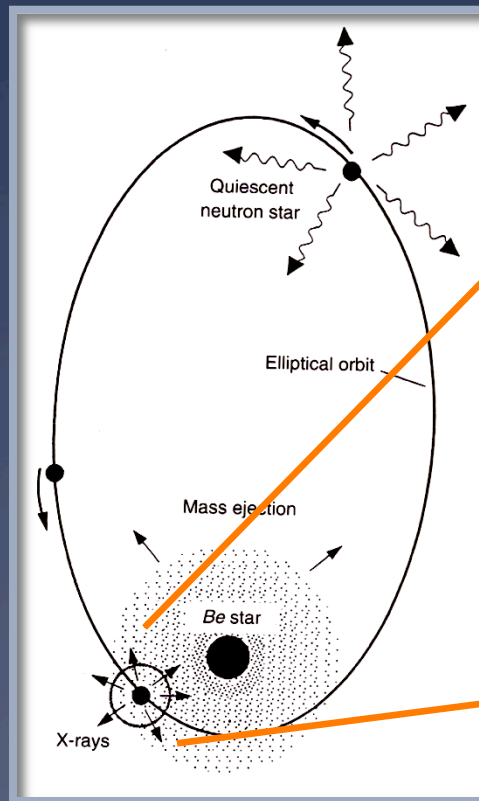 Quiescent
neutron star
Elliptical orbit
Mass ejection
Be star
X-rays